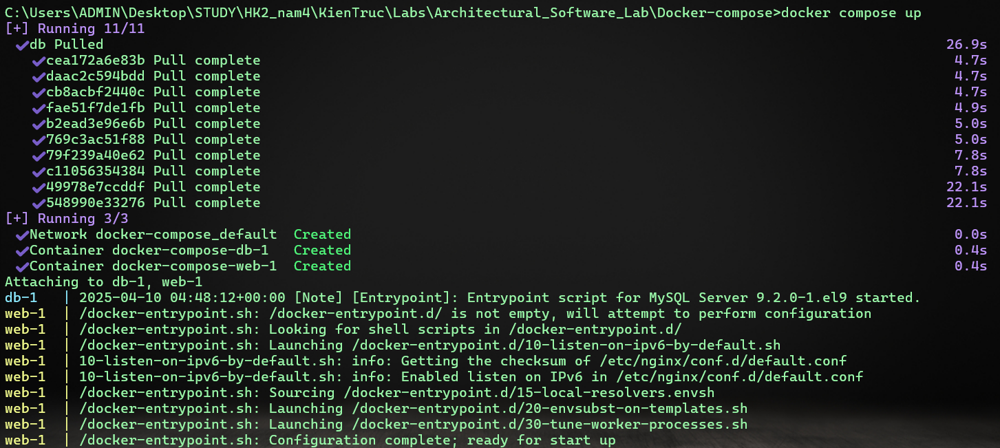 C:\Users\ADMIN\Desktop\STUDY\HK2_nam4\KienTruc\Labs\Architectural_Software_Lab\Docker-compose>docker compose up
[+] Running 11/11
✔db Pulled 26.9s
✔cea172a6e83b Pull complete 4.7s
✔daac2c594bdd Pull complete 4.7s
✔cb8acbf2440c Pull complete 4.7s
✔fae51f7de1fb Pull complete 4.9s
✔b2ead3e96e6b Pull complete 5.0s
✔769c3ac51f88 Pull complete 5.0s
✔79f239a40e62 Pull complete 7.8s
✔c11056354384 Pull complete 7.8s
✔49978e7ccddf Pull complete 22.1s
✔548990e33276 Pull complete 22.1s
[+] Running 3/3
✔Network docker-compose_default Created 0.0s
✔Container docker-compose-db-1 Created 0.4s
✔Container docker-compose-web-1 Created 0.4s
Attaching to db-1, web-1
db-1 | 2025-04-10 04:48:12+00:00 [Note] [Entrypoint]: Entrypoint script for MySQL Server 9.2.0-1.el9 started.
web-1 | /docker-entrypoint.sh: /docker-entrypoint.d/ is not empty, will attempt to perform configuration
web-1 | /docker-entrypoint.sh: Looking for shell scripts in /docker-entrypoint.d/
web-1 | /docker-entrypoint.sh: Launching /docker-entrypoint.d/10-listen-on-ipv6-by-default.sh
web-1 | 10-listen-on-ipv6-by-default.sh: info: Getting the checksum of /etc/nginx/conf.d/default.conf
web-1 | 10-listen-on-ipv6-by-default.sh: info: Enabled listen on IPv6 in /etc/nginx/conf.d/default.conf
web-1 | /docker-entrypoint.sh: Sourcing /docker-entrypoint.d/15-local-resolvers.envsh
web-1 | /docker-entrypoint.sh: Launching /docker-entrypoint.d/20-envsubst-on-templates.sh
web-1 | /docker-entrypoint.sh: Launching /docker-entrypoint.d/30-tune-worker-processes.sh
web-1 | /docker-entrypoint.sh: Configuration complete; ready for start up